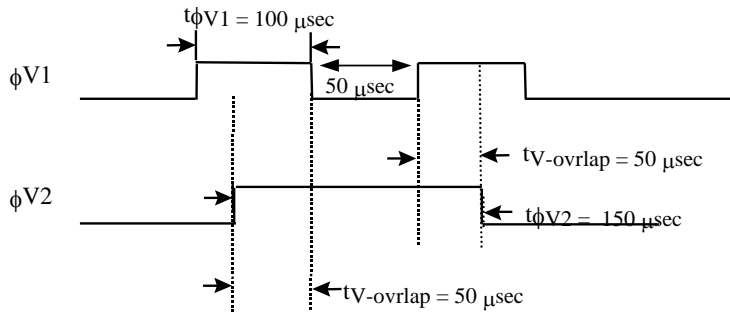 tϕV1 = 100 μsec
ϕV1
50 μsec
tV-ovrlap = 50 μsec
ϕV2
tϕV2 = 150 μsec
tV-ovrlap = 50 μsec